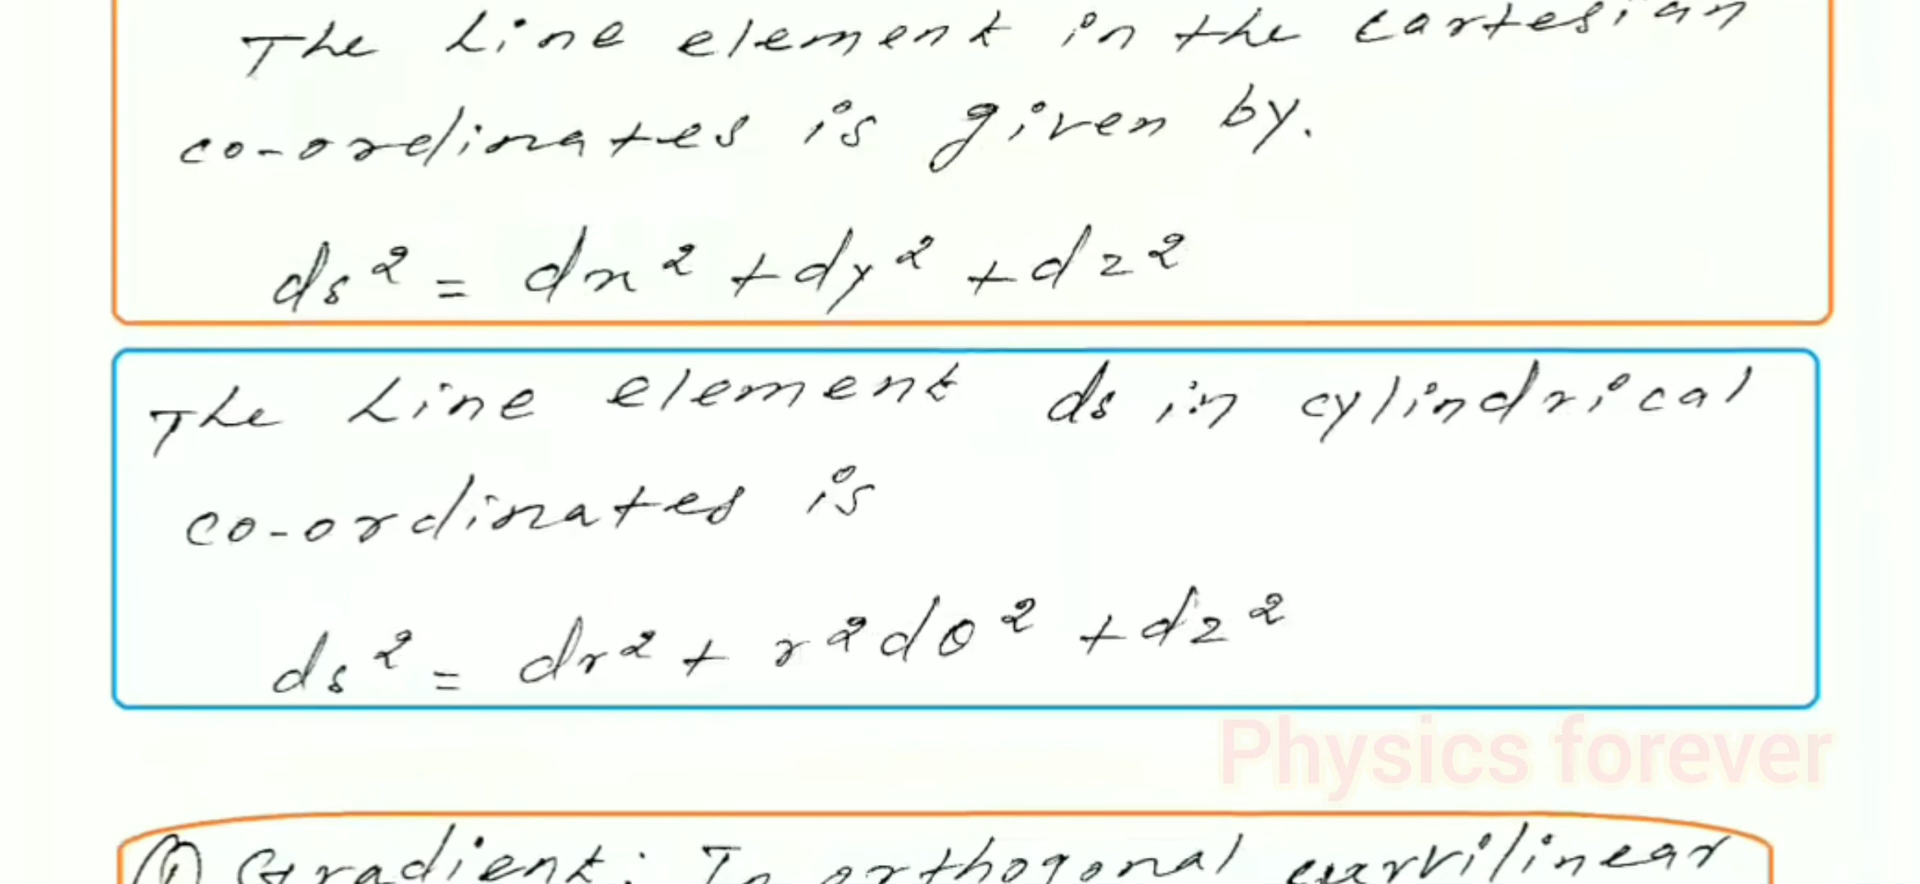 The Line element in the cartesian
co-ordinates is given by.
ds² = dx² + dy² + dz²
The Line element ds in cylindrical
co-ordinates is
ds² = dr² + r²dθ² + dz²
Physics forever
① Gradient: In orthogonal curvilinear